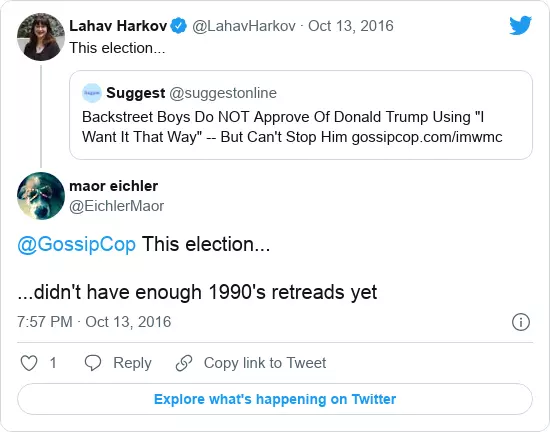 Lahav Harkov @LahavHarkov · Oct 13, 2016
This election...
Suggest @suggestonline
Backstreet Boys Do NOT Approve Of Donald Trump Using "I
Want It That Way" -- But Can't Stop Him gossipcop.com/imwmc
maor eichler
@EichlerMaor
@GossipCop This election...
...didn't have enough 1990's retreads yet
7:57 PM · Oct 13, 2016
1 Reply Copy link to Tweet
Explore what's happening on Twitter